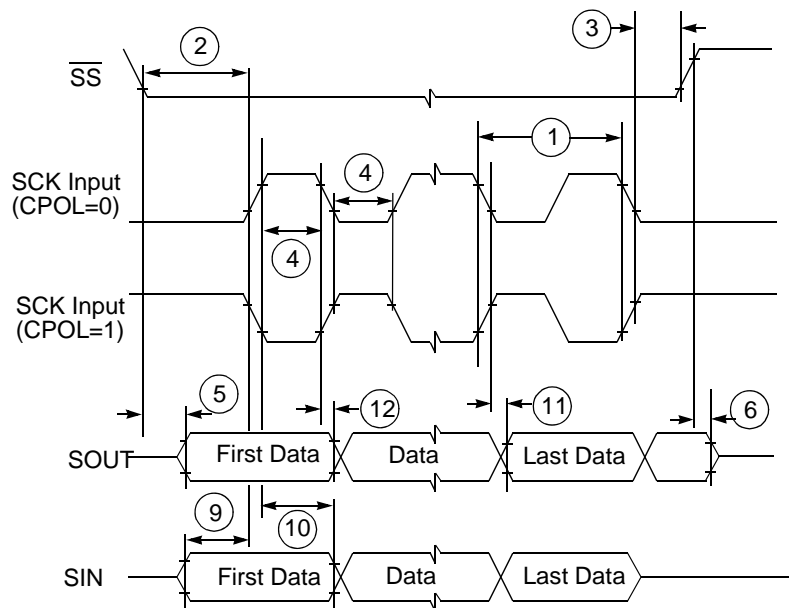 2
3
SS
1
SCK Input
(CPOL=0)
4
4
SCK Input
(CPOL=1)
5
12
11
6
SOUT
First Data
Data
Last Data
9
10
SIN
First Data
Data
Last Data